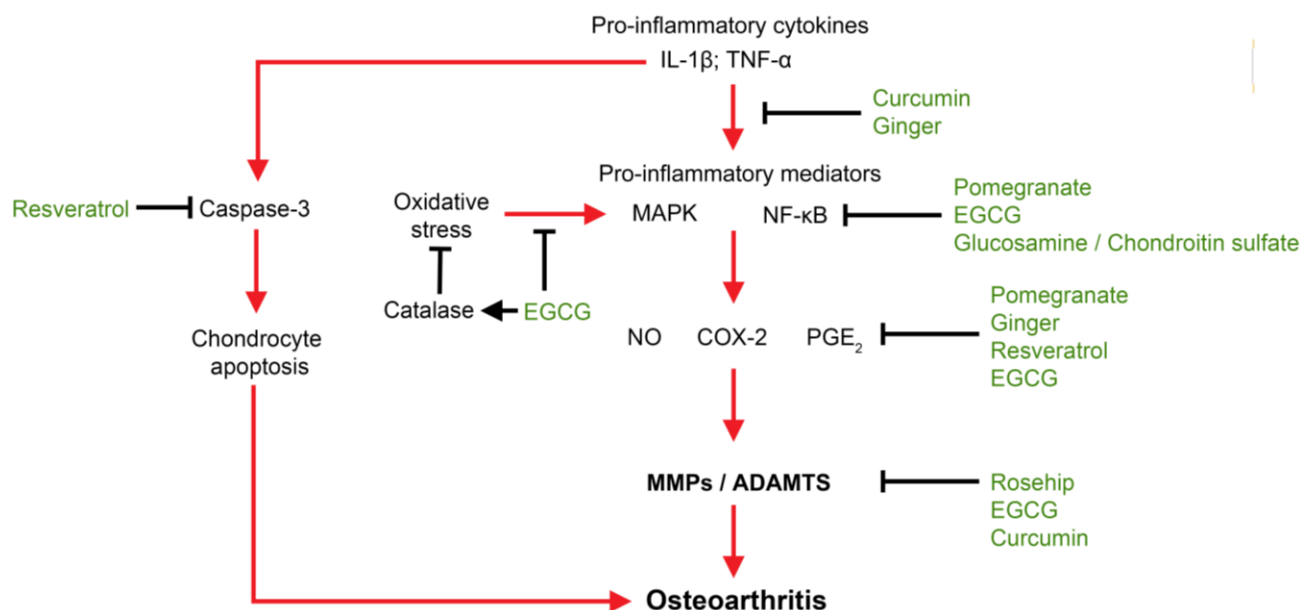 Pro-inflammatory cytokines
IL-1β; TNF-α
Curcumin
Ginger
Pro-inflammatory mediators
MAPK NF-κB
Pomegranate
EGCG
Glucosamine / Chondroitin sulfate
Resveratrol
Caspase-3
Oxidative
stress
Catalase
EGCG
Chondrocyte
apoptosis
NO COX-2 PGE₂
Pomegranate
Ginger
Resveratrol
EGCG
MMPs / ADAMTS
Rosehip
EGCG
Curcumin
Osteoarthritis